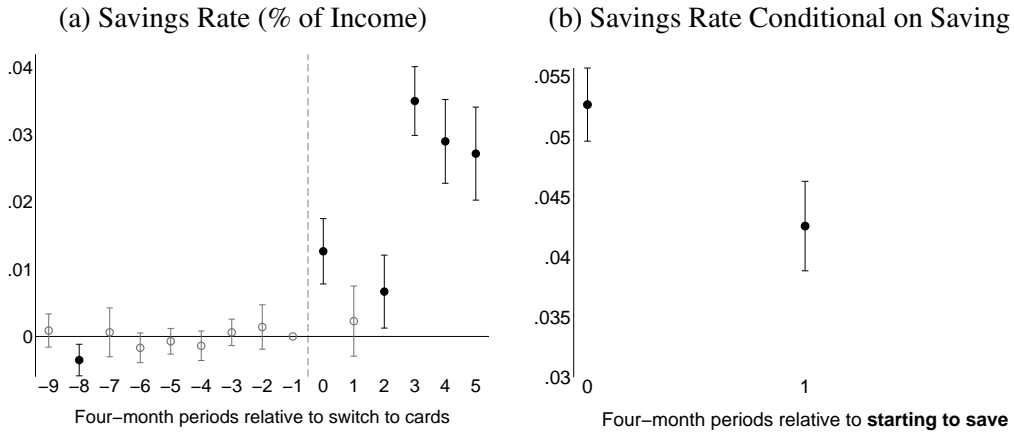 (a) Savings Rate (% of Income)
.04
.03
.02
.01
0
−9 −8 −7 −6 −5 −4 −3 −2 −1 0 1 2 3 4 5
Four−month periods relative to switch to cards
(b) Savings Rate Conditional on Saving
.055
.05
.045
.04
.035
.03
0 1
Four−month periods relative to starting to save